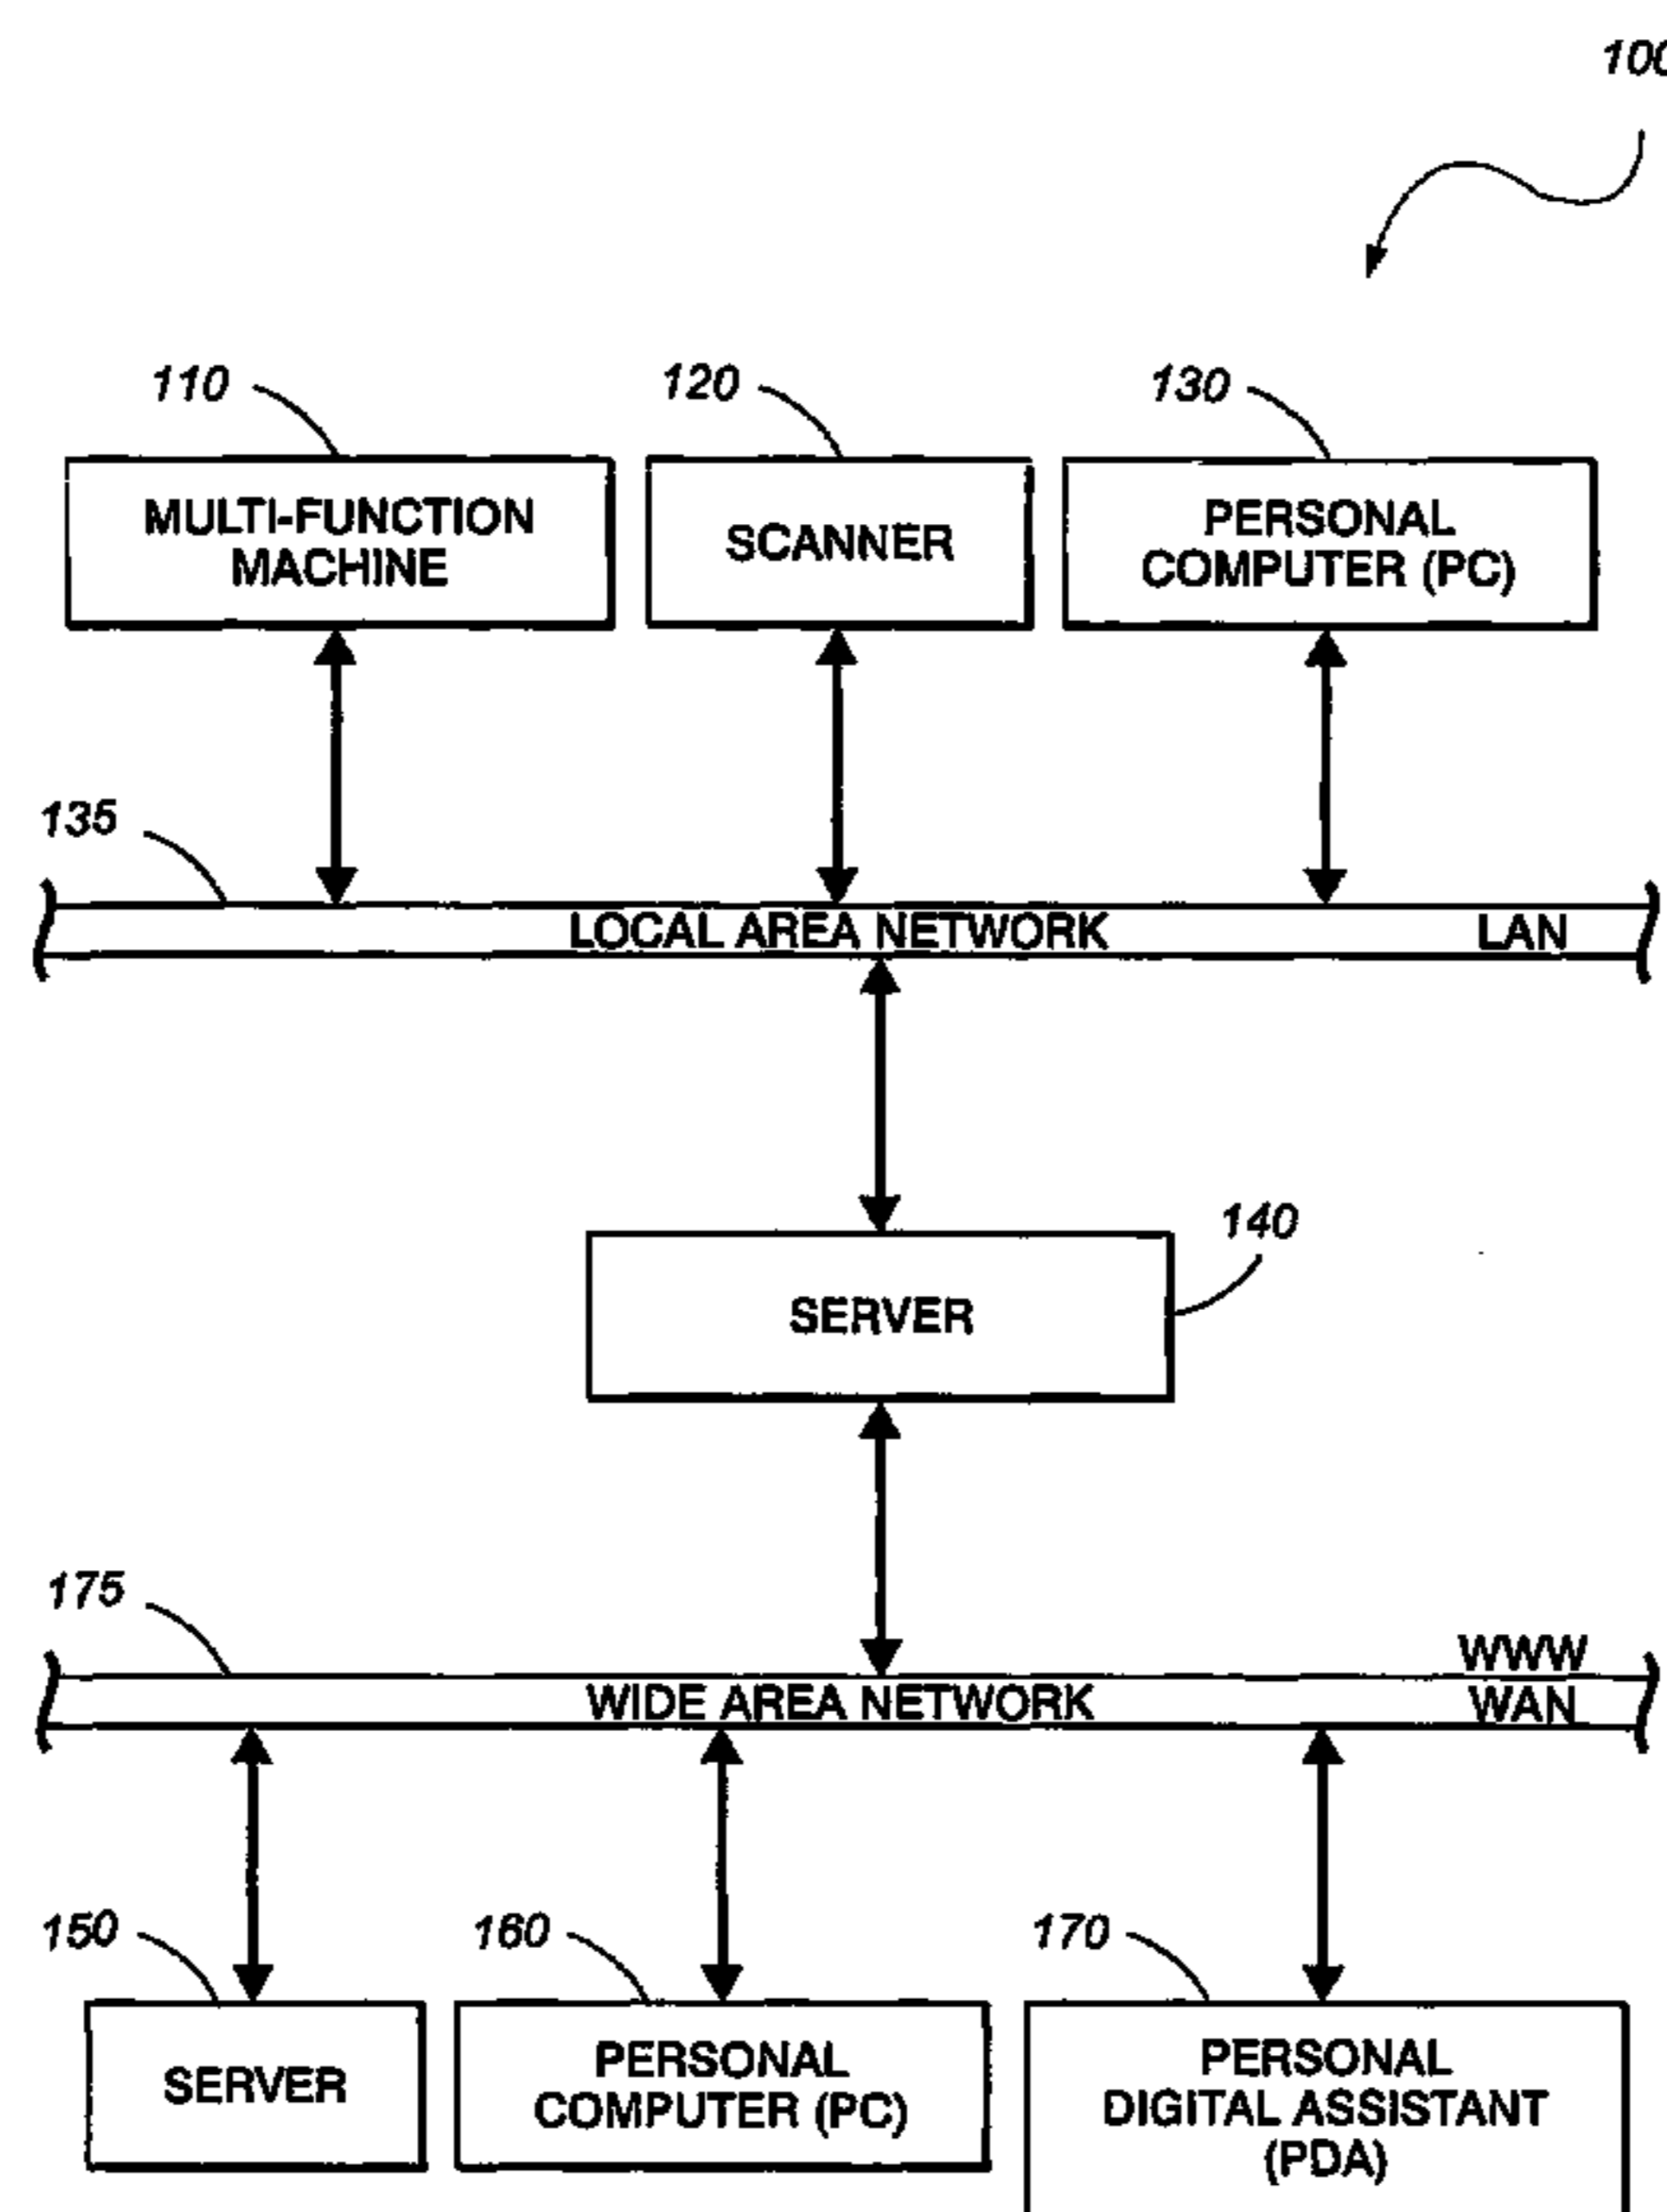 100
110
120
130
MULTI-FUNCTION
MACHINE
SCANNER
PERSONAL
COMPUTER (PC)
135
LOCAL AREA NETWORK
LAN
140
SERVER
175
WWW
WIDE AREA NETWORK
WAN
150
160
170
SERVER
PERSONAL
COMPUTER (PC)
PERSONAL
DIGITAL ASSISTANT
(PDA)